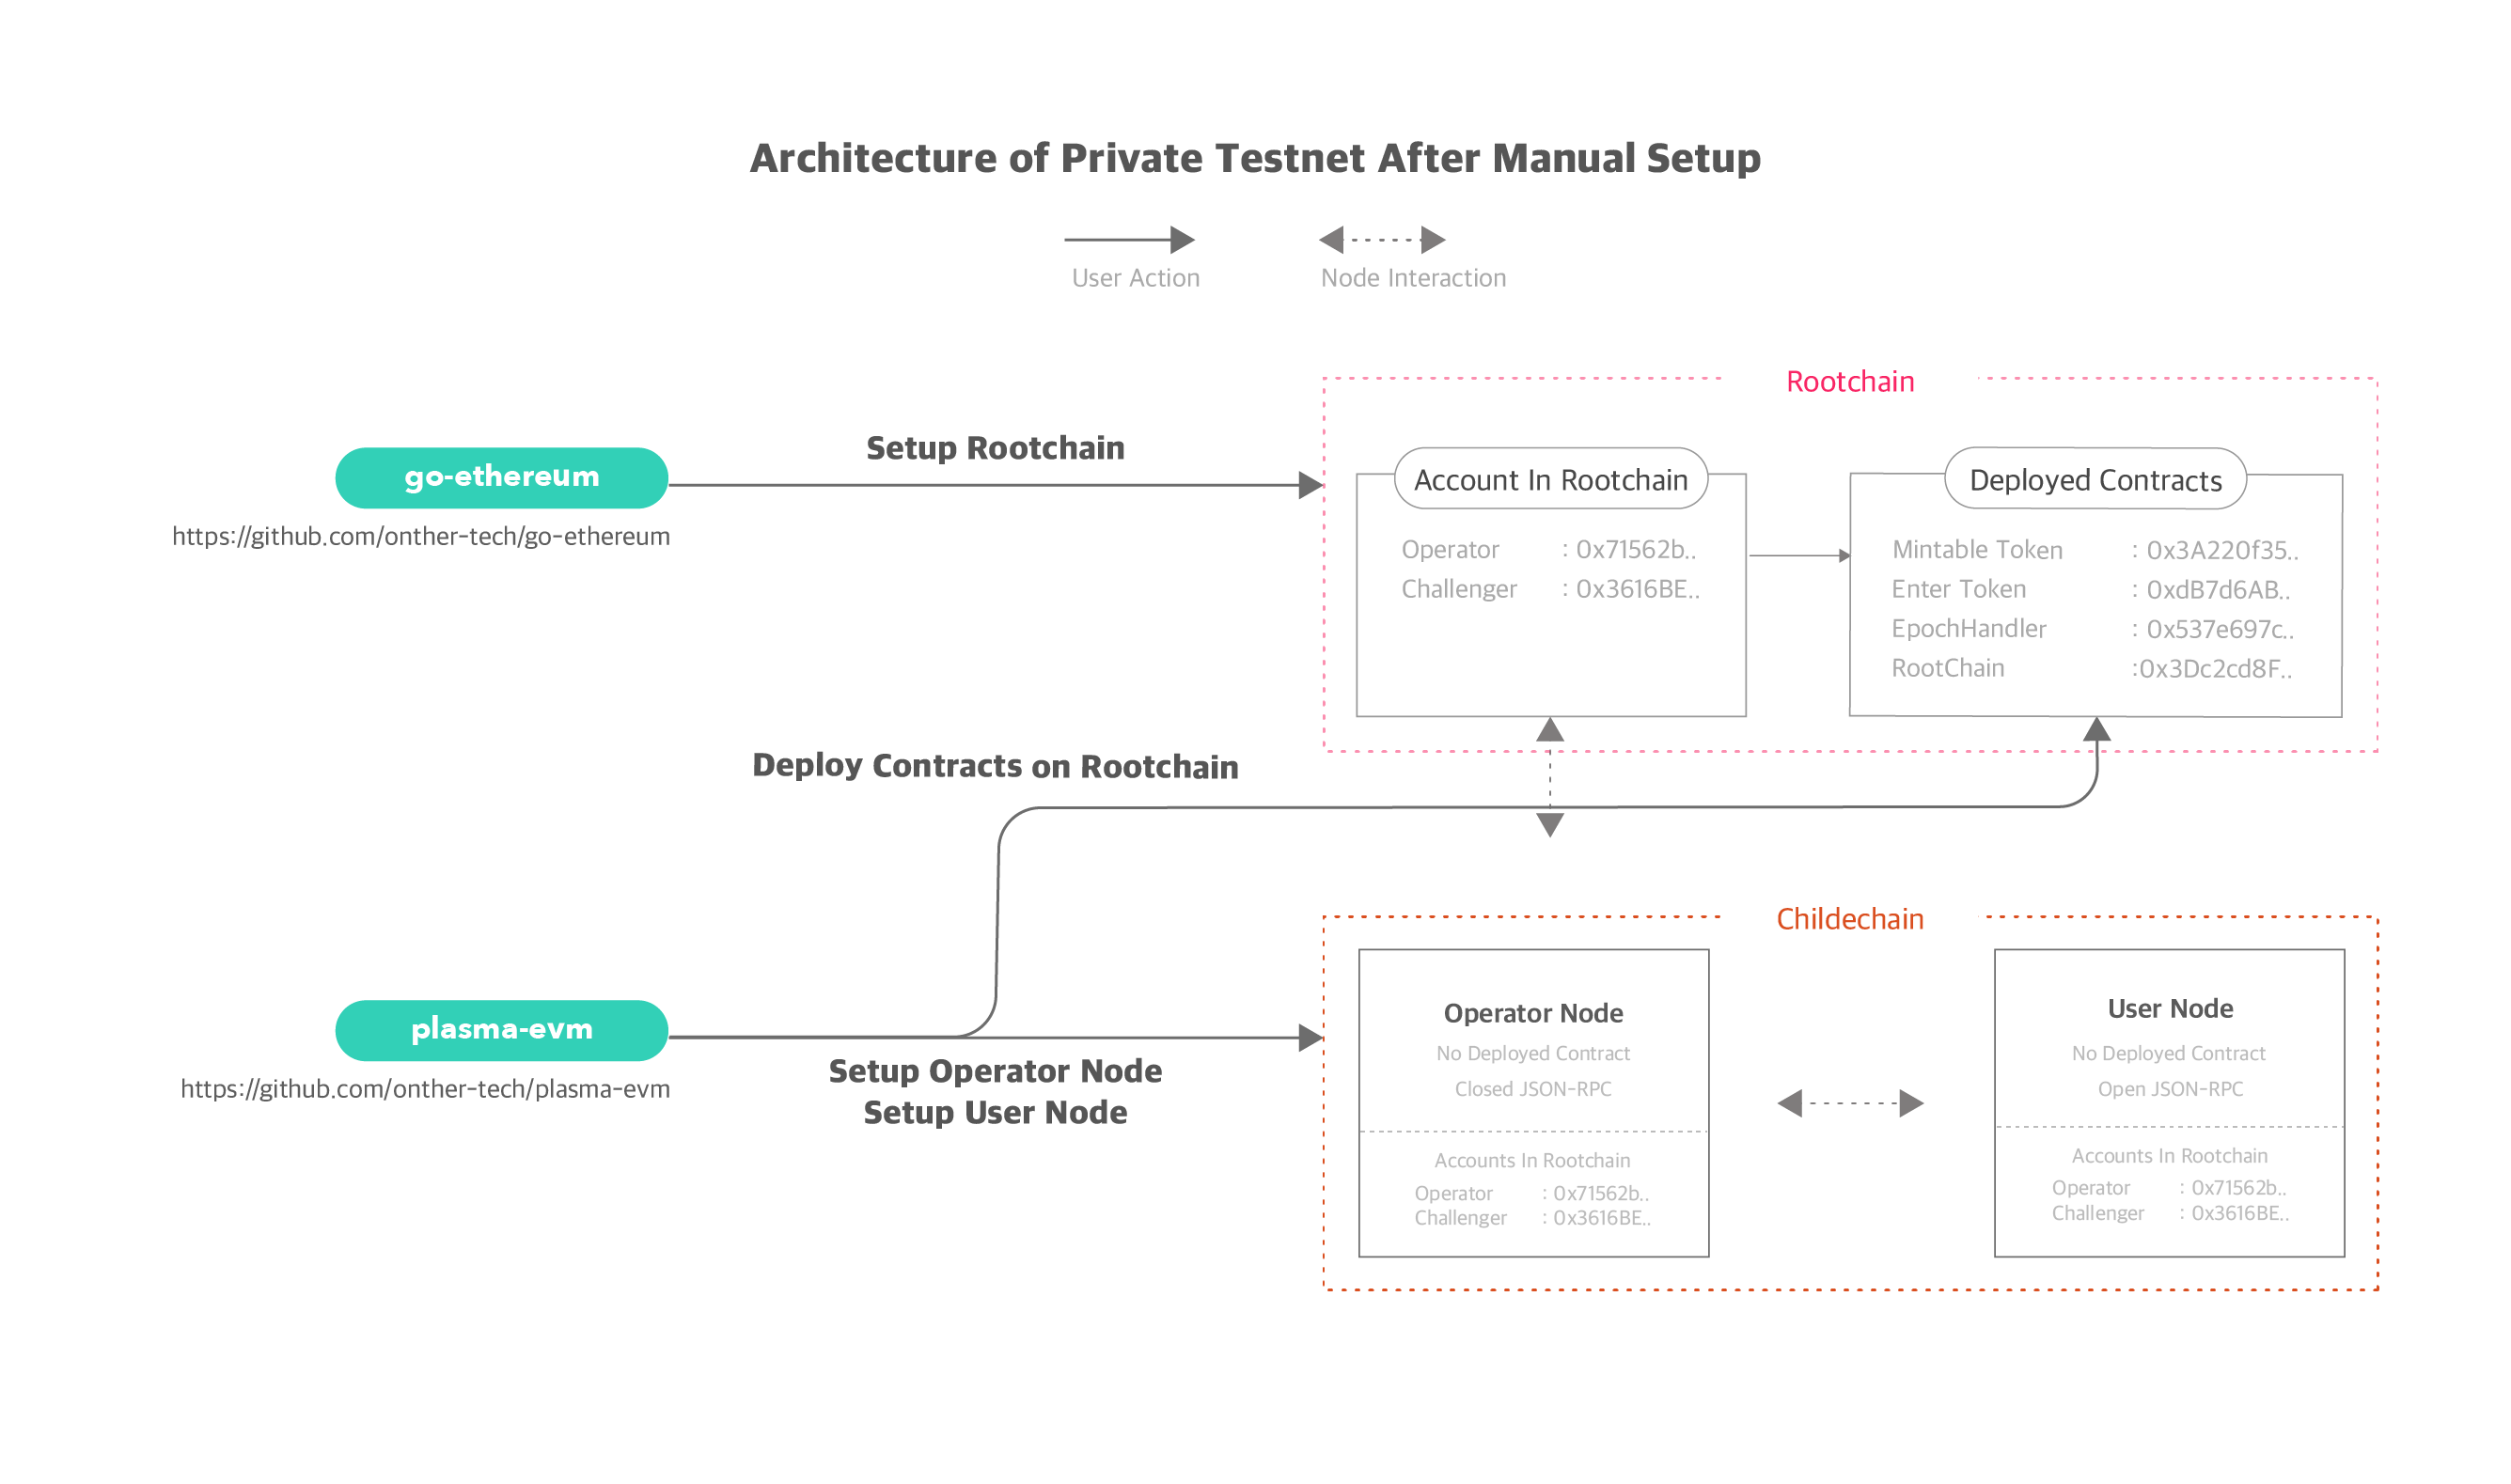 Architecture of Private Testnet After Manual Setup
User Action
Node Interaction
Rootchain
go-ethereum
https://github.com/onther-tech/go-ethereum
Setup Rootchain
Account In Rootchain
Operator : 0x71562b..
Challenger : 0x3616BE..
Deployed Contracts
Mintable Token : 0x3A220f35..
Enter Token : 0xdB7d6AB..
EpochHandler : 0x537e697c..
RootChain :0x3Dc2cd8F..
Deploy Contracts on Rootchain
plasma-evm
https://github.com/onther-tech/plasma-evm
Setup Operator Node
Setup User Node
Childechain
Operator Node
No Deployed Contract
Closed JSON-RPC
Accounts In Rootchain
Operator : 0x71562b..
Challenger : 0x3616BE..
User Node
No Deployed Contract
Open JSON-RPC
Accounts In Rootchain
Operator : 0x71562b..
Challenger : 0x3616BE..